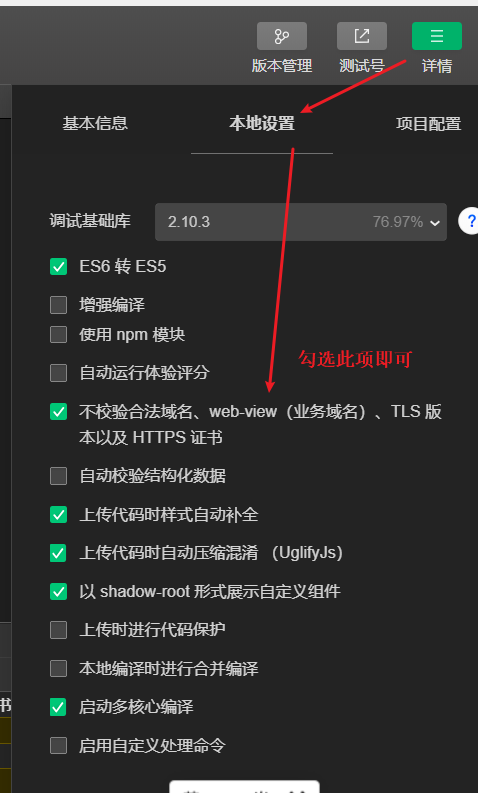 版本管理 测试号 详情
基本信息 本地设置 项目配置
调试基础库 2.10.3 76.97% ?
ES6 转 ES5
增强编译
使用 npm 模块
勾选此项即可
自动运行体验评分
不校验合法域名、web-view（业务域名）、TLS 版
本以及 HTTPS 证书
自动校验结构化数据
上传代码时样式自动补全
上传代码时自动压缩混淆 （UglifyJs）
以 shadow-root 形式展示自定义组件
上传时进行代码保护
本地编译时进行合并编译
书
启动多核心编译
启用自定义处理命令